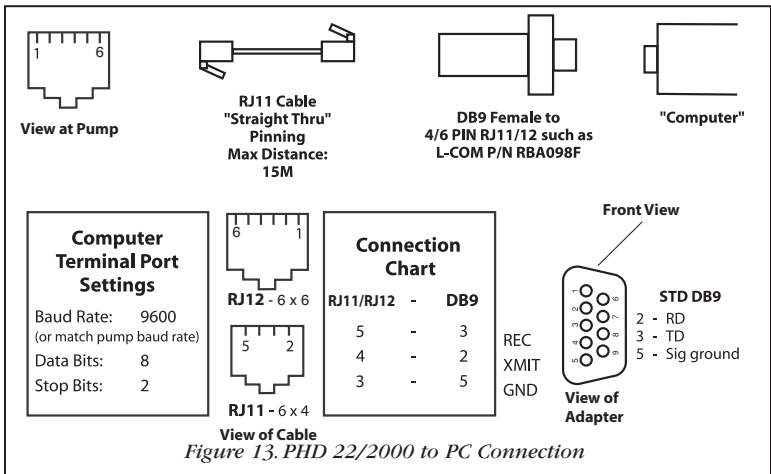 1 6
View at Pump
RJ11 Cable
"Straight Thru"
Pinning
Max Distance:
15M
DB9 Female to
4/6 PIN RJ11/12 such as
L-COM P/N RBA098F
"Computer"
Computer
Terminal Port
Settings
Baud Rate: 9600
(or match pump baud rate)
Data Bits: 8
Stop Bits: 2
6 1
RJ12 - 6 x 6
5 2
RJ11 - 6 x 4
View of Cable
Connection
Chart
RJ11/RJ12 - DB9
5 - 3 REC
4 - 2 XMIT
3 - 5 GND
Front View
1
2
3
4
5
6
7
8
9
View of
Adapter
STD DB9
2 - RD
3 - TD
5 - Sig ground
Figure 13. PHD 22/2000 to PC Connection